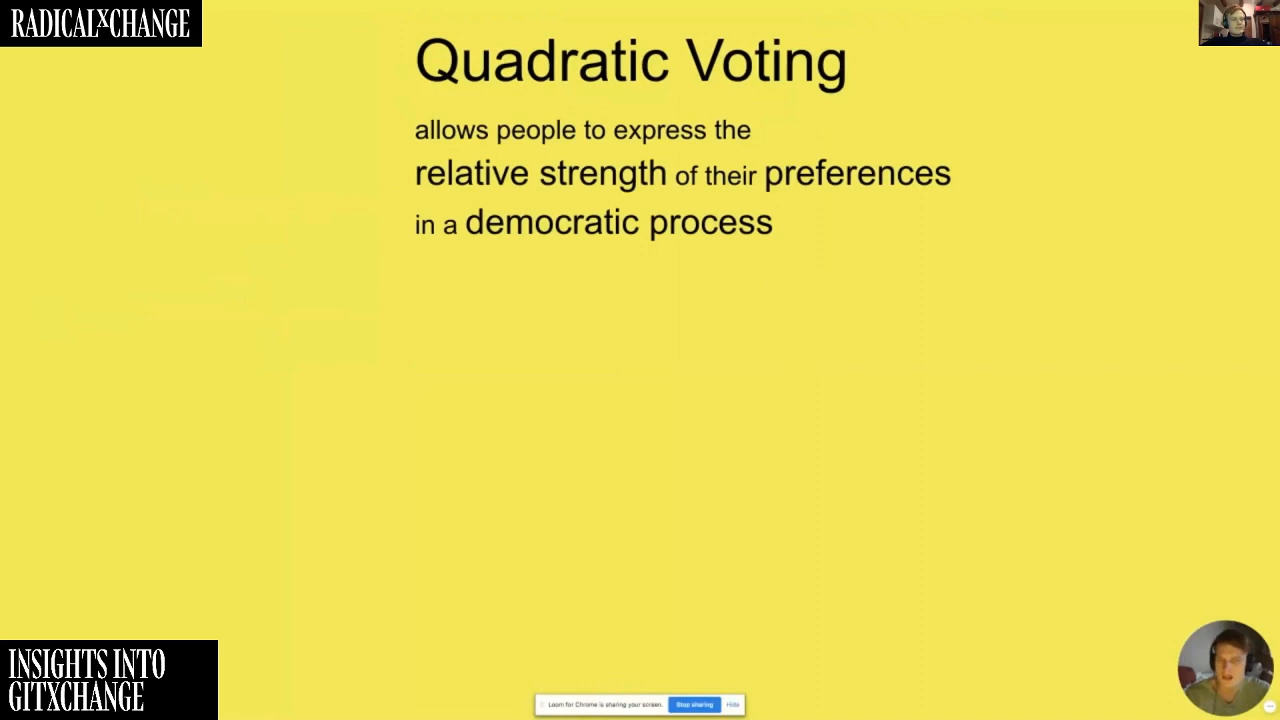 RADICALXCHANGE
Quadratic Voting
allows people to express the
relative strength of their preferences
in a democratic process
INSIGHTS INTO
GITXCHANGE
Loom for Chrome is sharing your screen. Stop sharing Hide